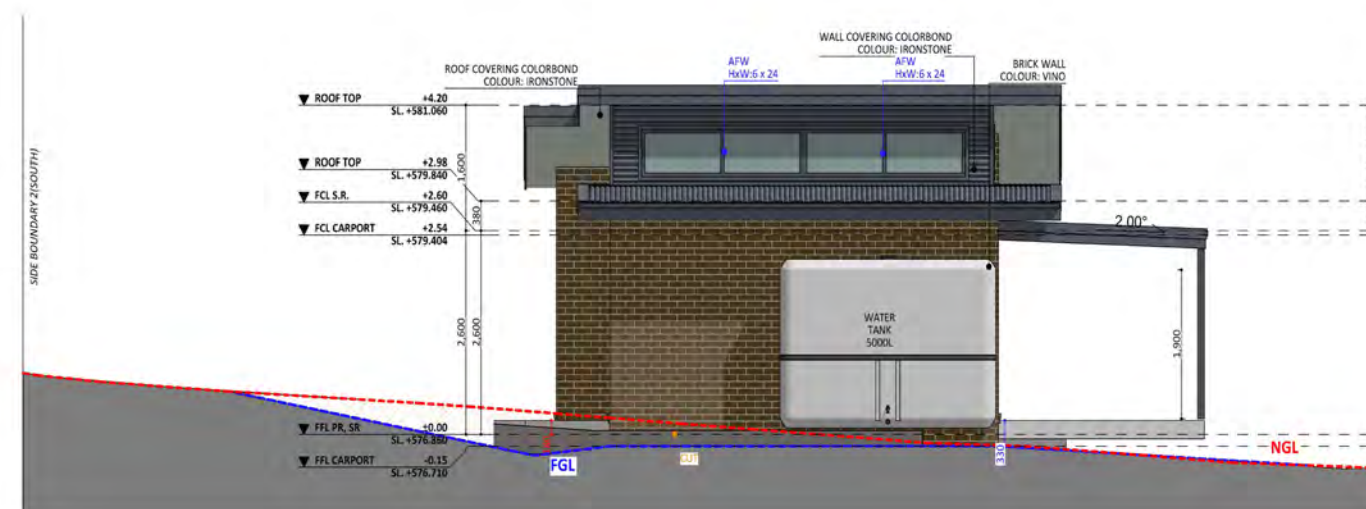 WALL COVERING COLORBOND
COLOUR: IRONSTONE
ROOF COVERING COLORBOND
COLOUR: IRONSTONE
AFW
HxW:6 x 24
AFW
HxW:6 x 24
BRICK WALL
COLOUR: VINO
ROOF TOP +4.20
SL. +581.060
ROOF TOP +2.98
SL. +579.840
FCL S.R. +2.60
SL. +579.460
FCL CARPORT +2.54
SL. +579.404
1,600
380
2,600
2,600
2.00°
1,900
SIDE BOUNDARY 2(SOUTH)
WATER
TANK
5000L
FFL PR, SR +0.00
SL. +576.860
FFL CARPORT -0.15
SL. +576.710
FGL
CUT
330
NGL